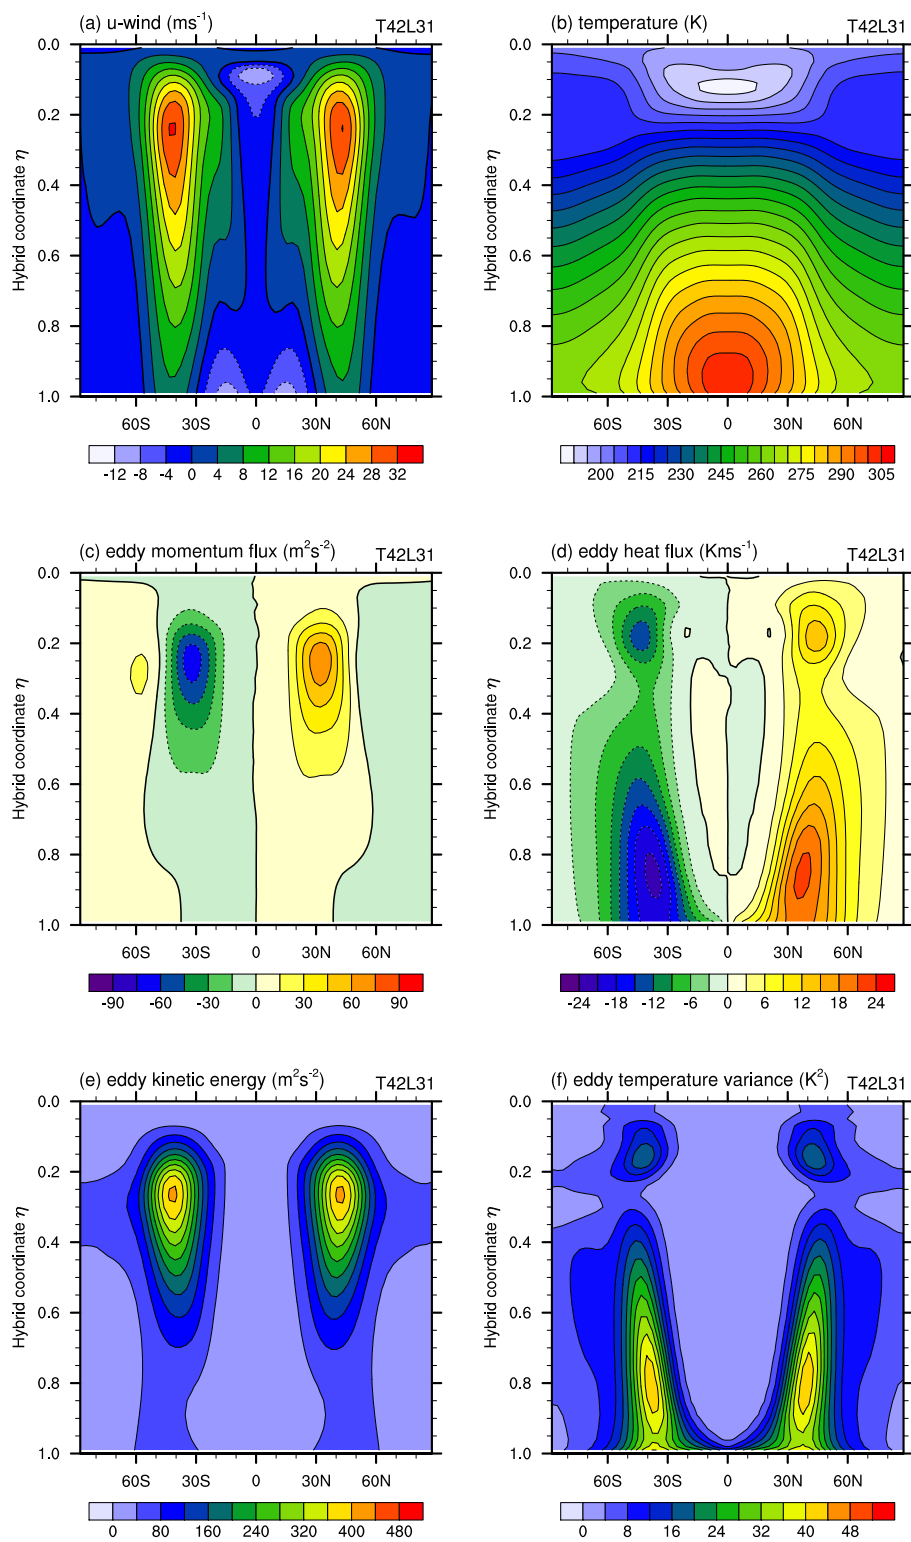 (a) u-wind (ms⁻¹) T42L31
(b) temperature (K) T42L31
0.0
0.2
0.4
0.6
0.8
1.0
Hybrid coordinate η
60S 30S 0 30N 60N
-12 -8 -4 0 4 8 12 16 20 24 28 32
0.0
0.2
0.4
0.6
0.8
1.0
Hybrid coordinate η
60S 30S 0 30N 60N
200 215 230 245 260 275 290 305
(c) eddy momentum flux (m²s⁻²) T42L31
(d) eddy heat flux (Kms⁻¹) T42L31
0.0
0.2
0.4
0.6
0.8
1.0
Hybrid coordinate η
60S 30S 0 30N 60N
-90 -60 -30 0 30 60 90
0.0
0.2
0.4
0.6
0.8
1.0
Hybrid coordinate η
60S 30S 0 30N 60N
-24 -18 -12 -6 0 6 12 18 24
(e) eddy kinetic energy (m²s⁻²) T42L31
(f) eddy temperature variance (K²) T42L31
0.0
0.2
0.4
0.6
0.8
1.0
Hybrid coordinate η
60S 30S 0 30N 60N
0 80 160 240 320 400 480
0.0
0.2
0.4
0.6
0.8
1.0
Hybrid coordinate η
60S 30S 0 30N 60N
0 8 16 24 32 40 48